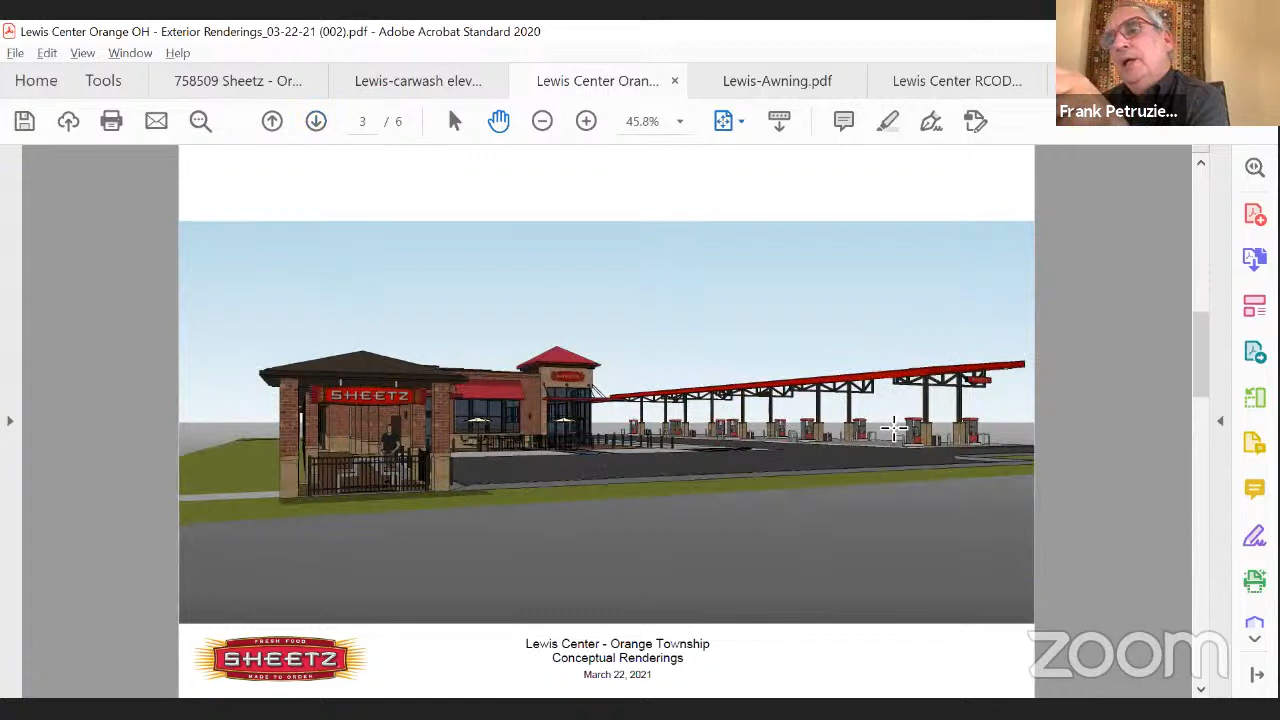 Lewis Center Orange OH - Exterior Renderings_03-22-21 (002).pdf - Adobe Acrobat Standard 2020
File Edit View Window Help
Home Tools 758509 Sheetz - Or... Lewis-carwash elev... Lewis Center Oran... × Lewis-Awning.pdf Lewis Center RCOD...
3 / 6 45.8%
Frank Petruzie...
SHEETZ
SHEETZ
FRESH FOOD
SHEETZ
MADE TO ORDER
Lewis Center - Orange Township
Conceptual Renderings
March 22, 2021
zoom